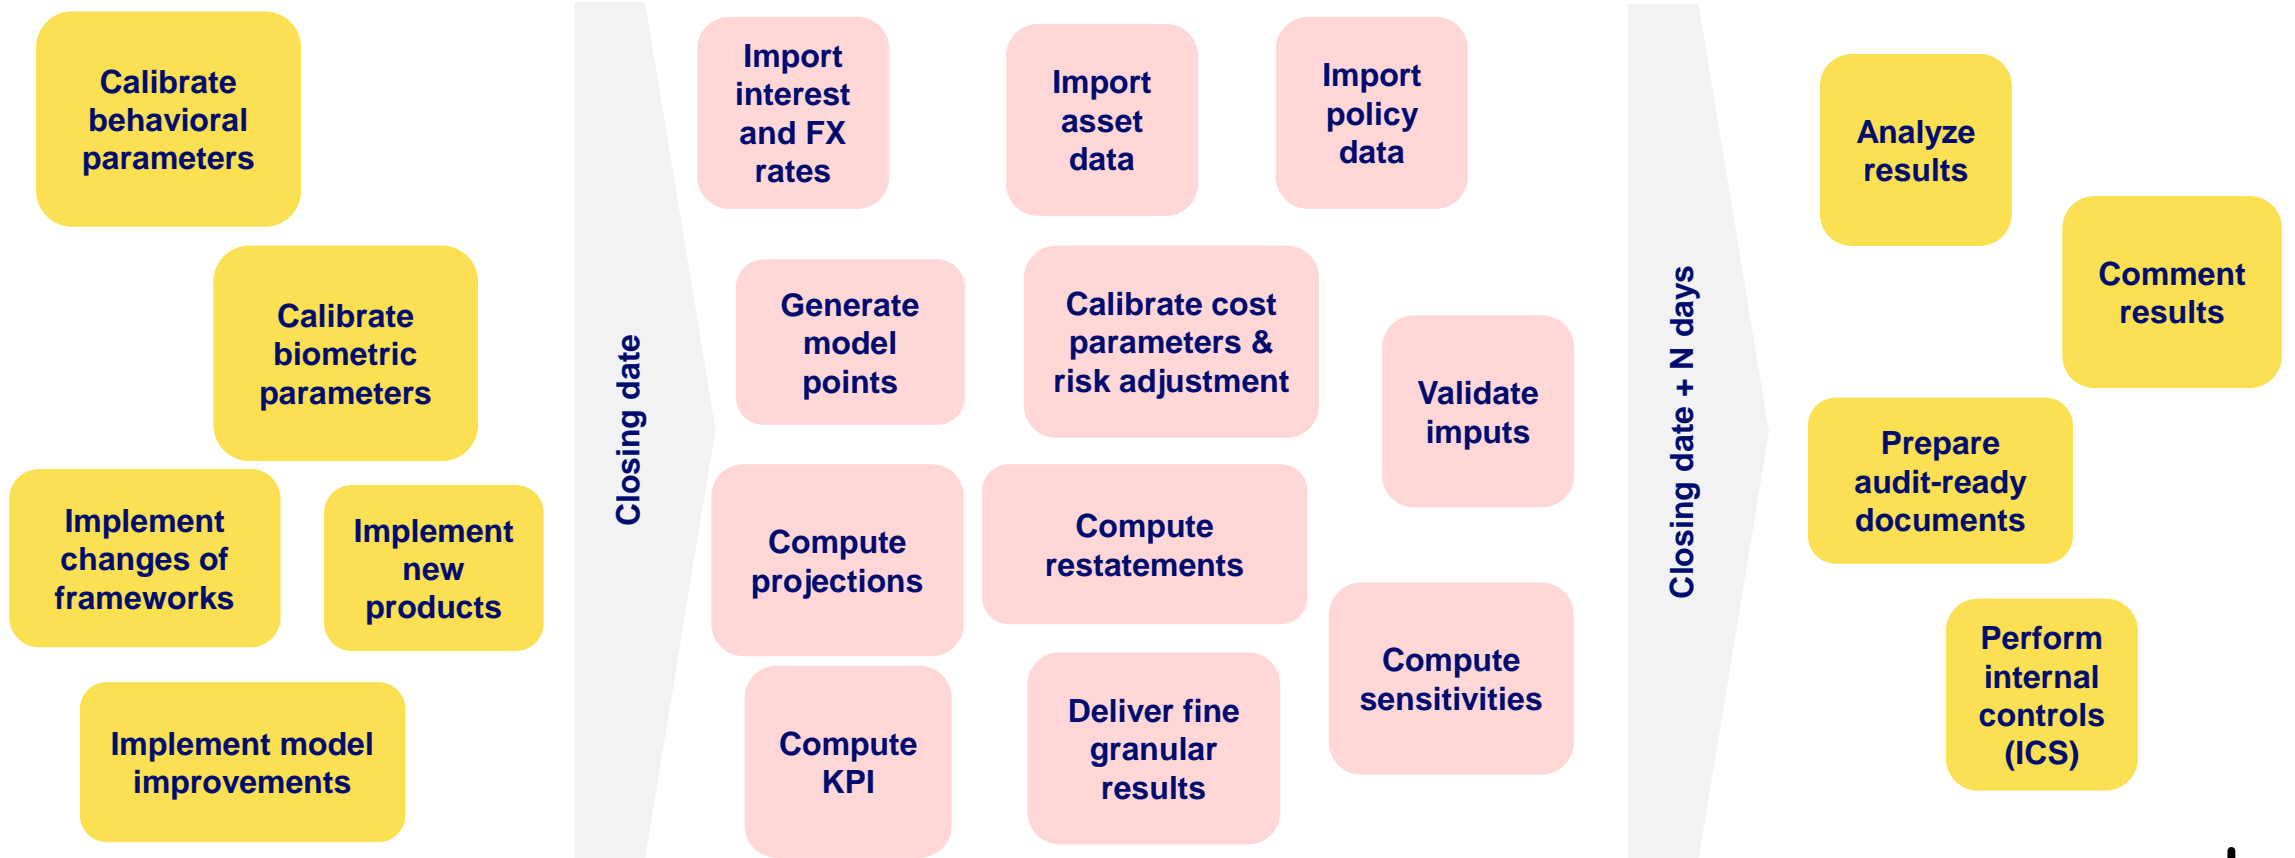 Calibrate
behavioral
parameters
Calibrate
biometric
parameters
Implement
changes of
frameworks
Implement
new
products
Implement model
improvements
Closing date
Import
interest
and FX
rates
Import
asset
data
Import
policy
data
Generate
model
points
Calibrate cost
parameters &
risk adjustment
Validate
imputs
Compute
projections
Compute
restatements
Compute
sensitivities
Compute
KPI
Deliver fine
granular
results
Closing date + N days
Analyze
results
Comment
results
Prepare
audit-ready
documents
Perform
internal
controls
(ICS)